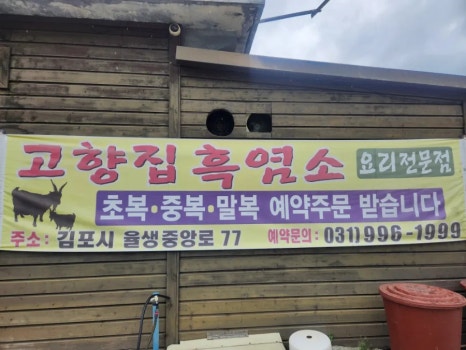 고향집 흑염소 요리전문점
초복·중복·말복 예약주문 받습니다
주소 : 김포시 율생중앙로 77 예약문의 : 031) 996-1999